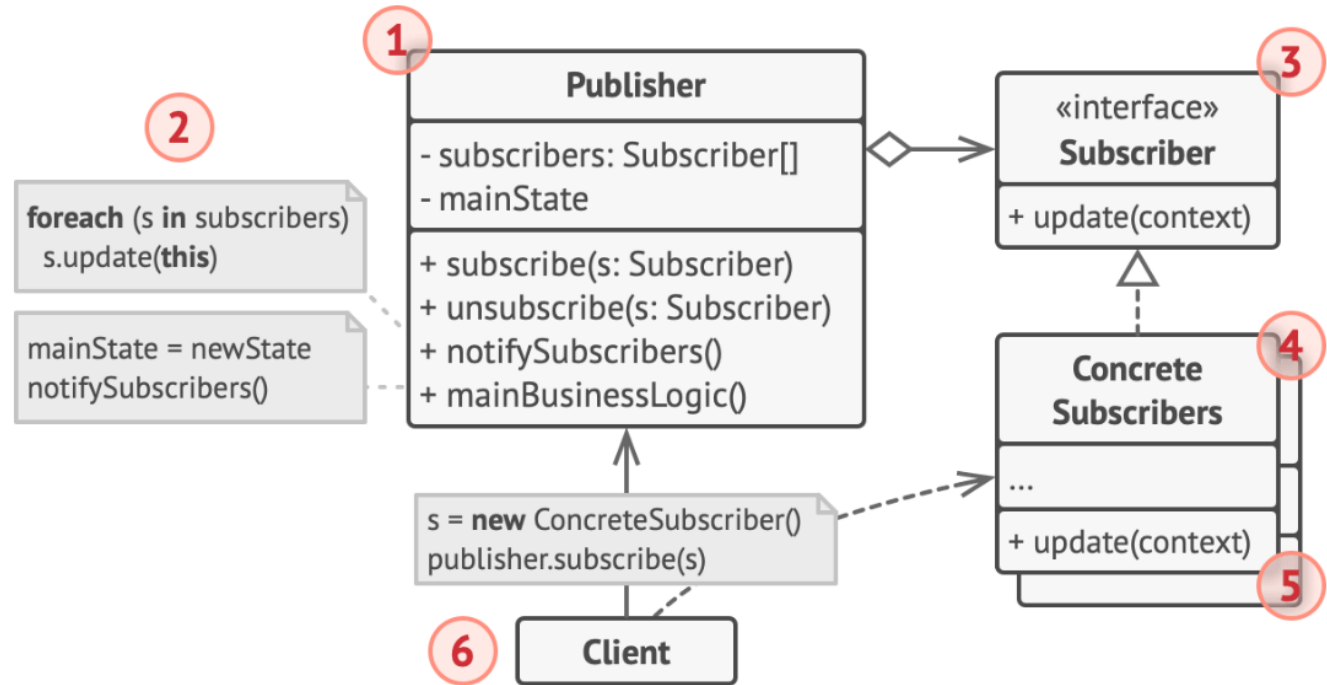 1
Publisher
- subscribers: Subscriber[]
- mainState
+ subscribe(s: Subscriber)
+ unsubscribe(s: Subscriber)
+ notifySubscribers()
+ mainBusinessLogic()
2
foreach (s in subscribers)
s.update(this)
mainState = newState
notifySubscribers()
3
«interface»
Subscriber
+ update(context)
4
Concrete
Subscribers
...
+ update(context)
5
s = new ConcreteSubscriber()
publisher.subscribe(s)
6
Client